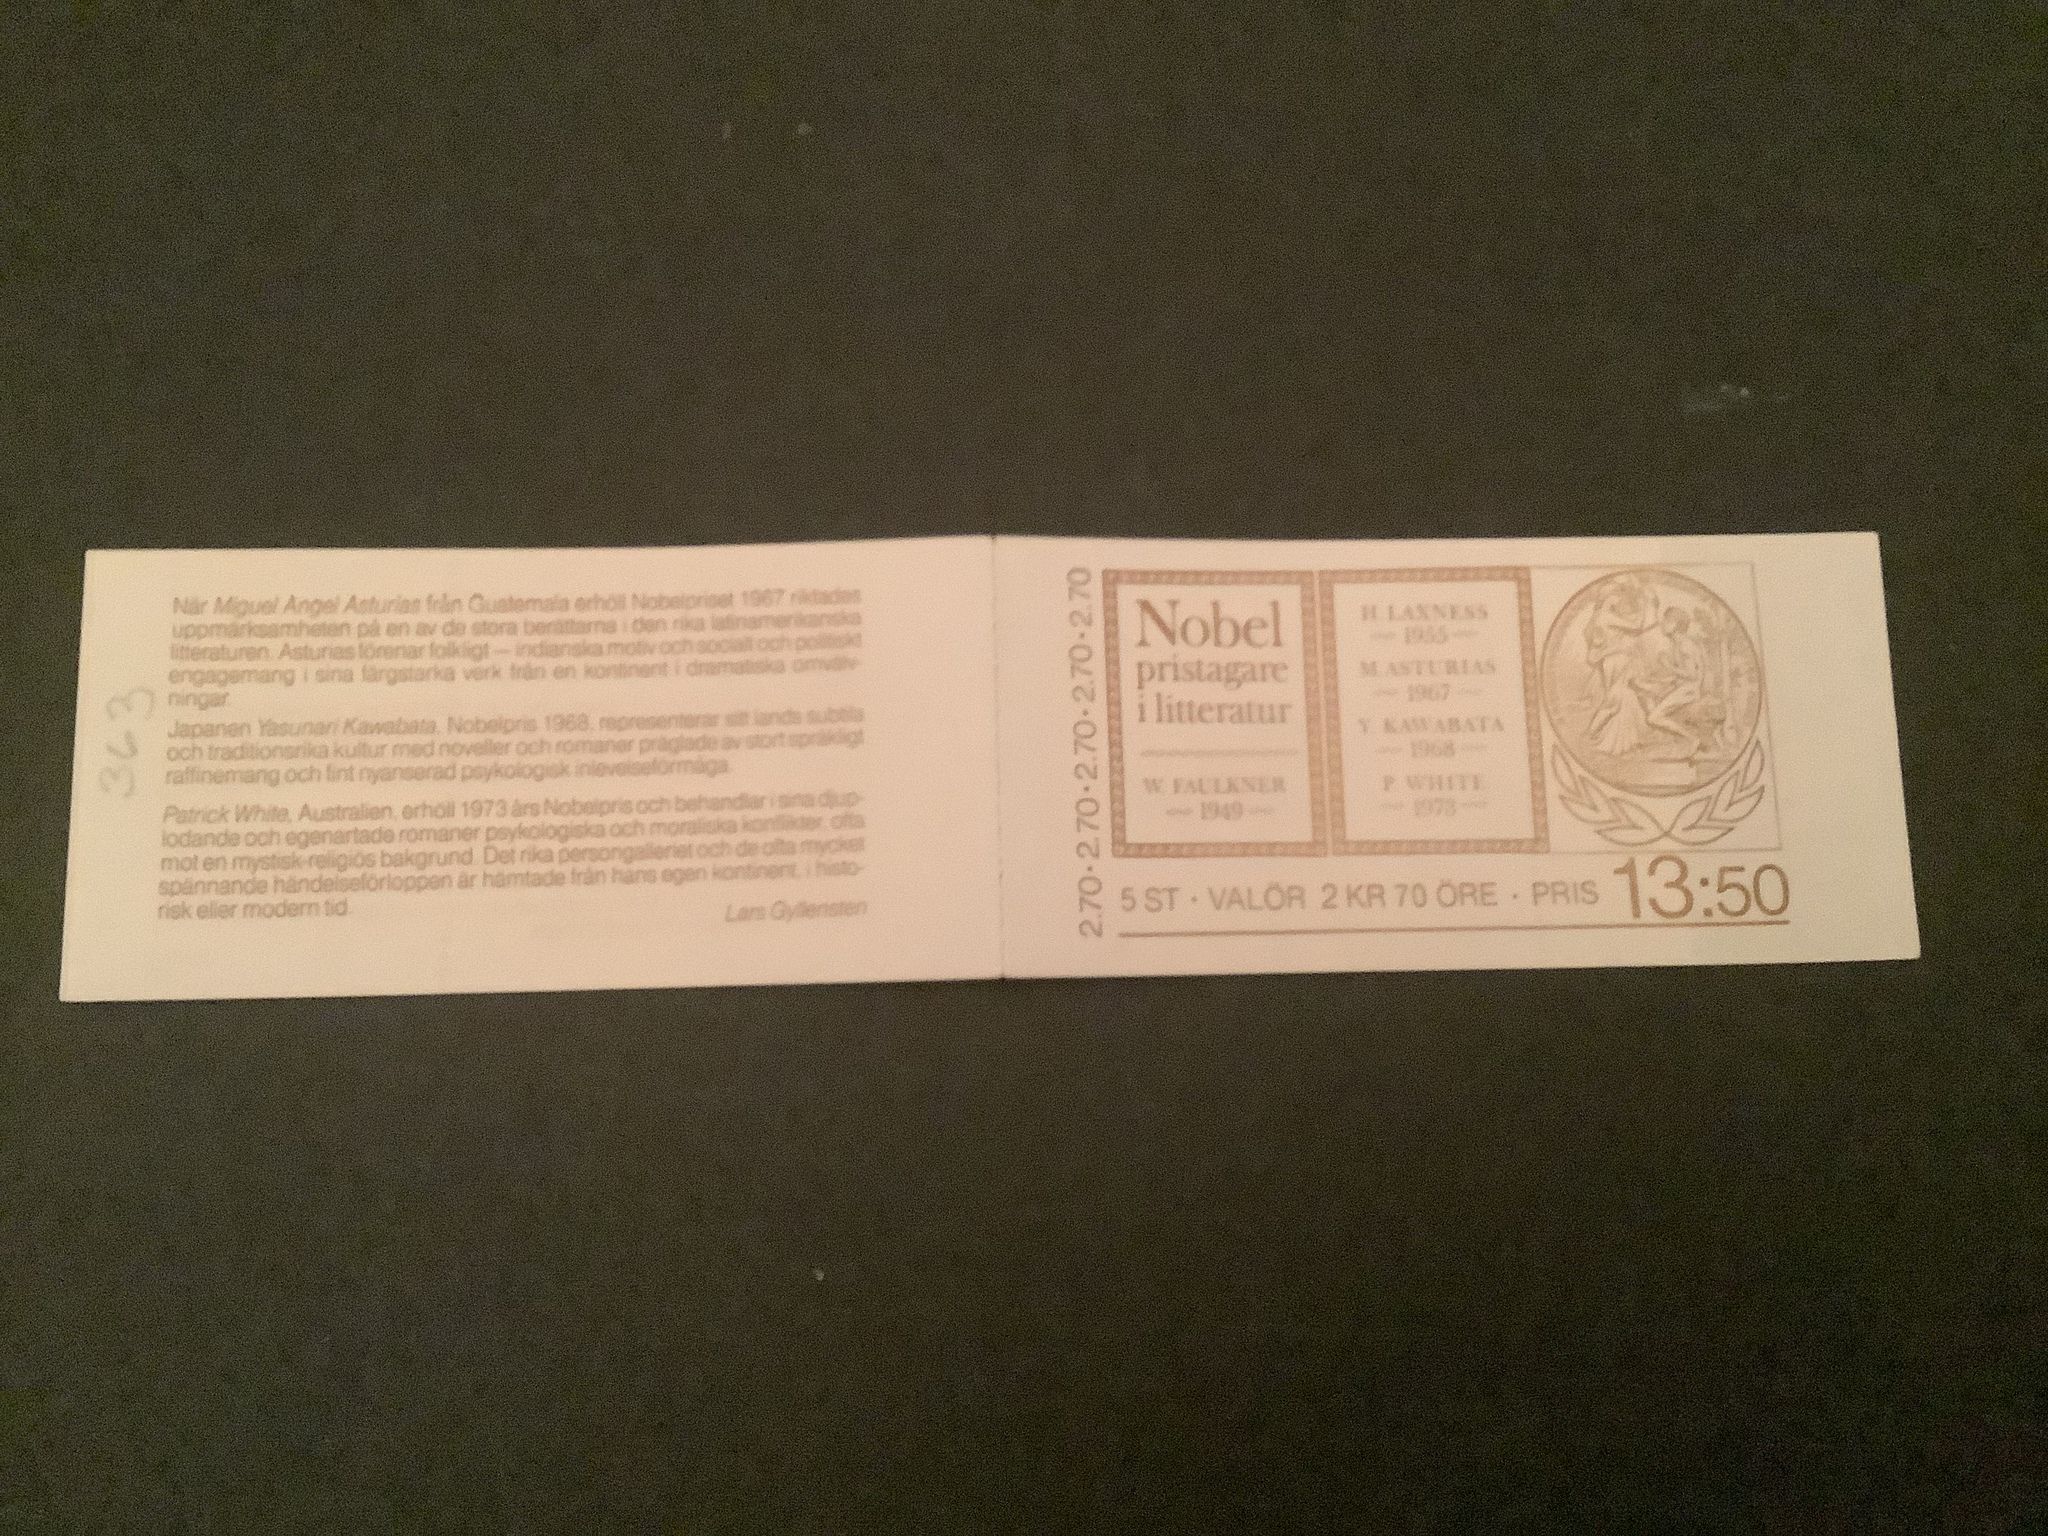 När Miguel Angel Asturias från Guatemala erhöll Nobelpriset 1967 riktades
uppmärksamheten på en av de stora berättarna i den rika latinamerikanska
litteraturen. Asturias förenar folkligt – indianska motiv och socialt och politiskt
engagemang i sina färgstarka verk från en kontinent i dramatiska omvälv-
ningar.
Japanen Yasunari Kawabata, Nobelpris 1968, representerar sitt lands subtila
och traditionsrika kultur med noveller och romaner präglade av stort språkligt
raffinemang och fint nyanserad psykologisk inlevelseförmåga.
Patrick White, Australien, erhöll 1973 års Nobelpris och behandlar i sina djup-
lodande och egenartade romaner psykologiska och moraliska konflikter, ofta
mot en mystisk-religiös bakgrund. Det rika persongalleriet och de ofta mycket
spännande händelseförloppen är hämtade från hans egen kontinent, i histo-
risk eller modern tid.
Lars Gyllensten
363
2.70·2.70·2.70·2.70·2.70
Nobel
pristagare
i litteratur
W. FAULKNER
1949
H LAXNESS
1955
M. ASTURIAS
1967
Y. KAWABATA
1968
P. WHITE
1973
5 ST · VALÖR 2 KR 70 ÖRE · PRIS 13:50